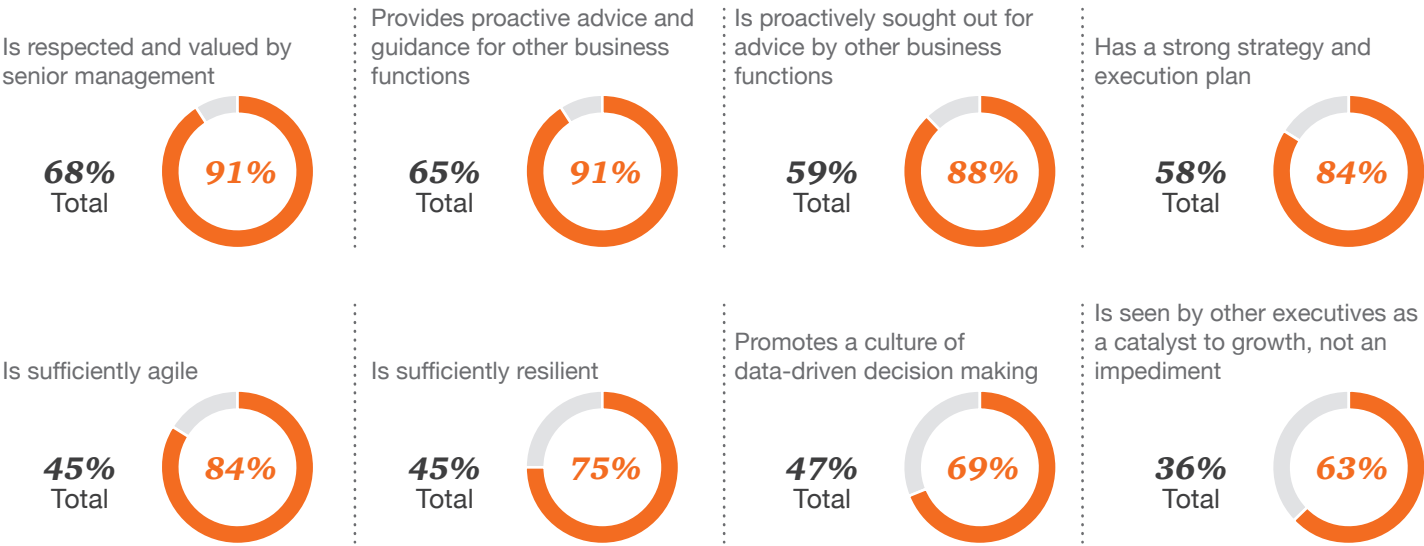 Is respected and valued by
senior management
68%
Total
91%
Provides proactive advice and
guidance for other business
functions
65%
Total
91%
Is proactively sought out for
advice by other business
functions
59%
Total
88%
Has a strong strategy and
execution plan
58%
Total
84%
Is sufficiently agile
45%
Total
84%
Is sufficiently resilient
45%
Total
75%
Promotes a culture of
data-driven decision making
47%
Total
69%
Is seen by other executives as
a catalyst to growth, not an
impediment
36%
Total
63%